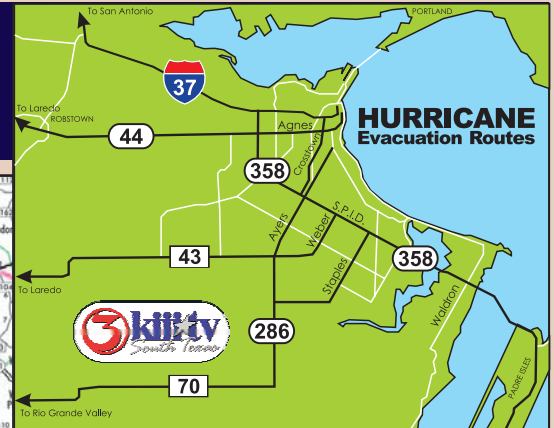 To San Antonio
PORTLAND
37
To Laredo
ROBSTOWN
44
Agnes
HURRICANE
Evacuation Routes
Crosstown
358
S.P.I.D.
Ayers
Weber
43
358
Staples
To Laredo
Waldron
3 kiii tv
South Texas
286
PADRE ISLES
70
To Rio Grande Valley